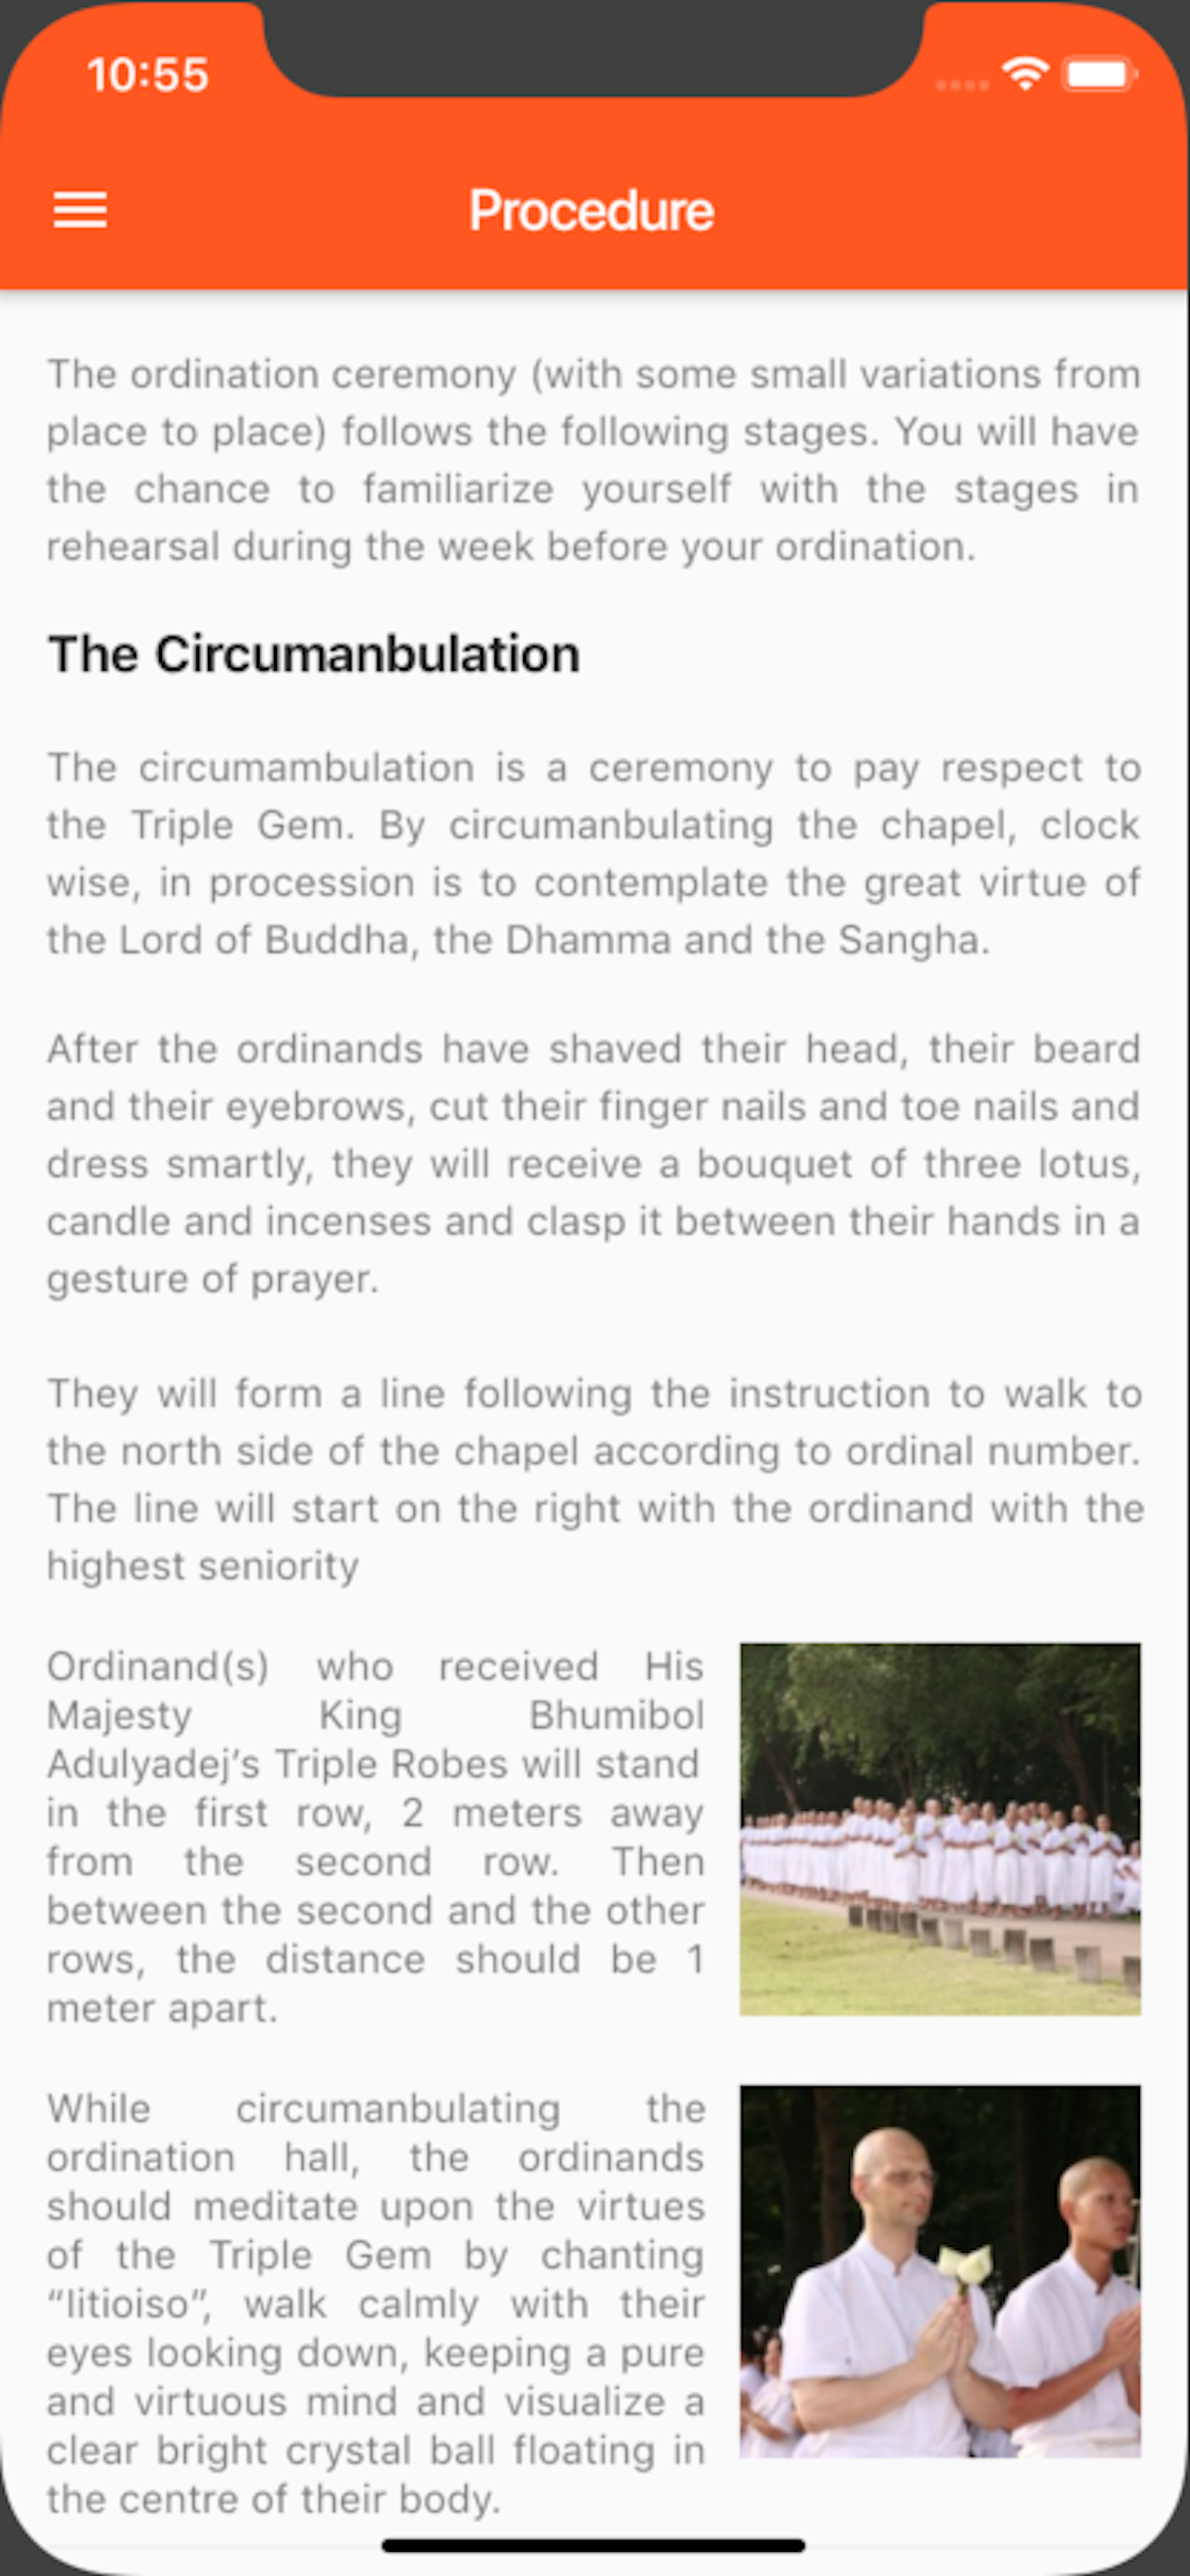 10:55
Procedure
The ordination ceremony (with some small variations from
place to place) follows the following stages. You will have
the chance to familiarize yourself with the stages in
rehearsal during the week before your ordination.
The Circumanbulation
The circumambulation is a ceremony to pay respect to
the Triple Gem. By circumanbulating the chapel, clock
wise, in procession is to contemplate the great virtue of
the Lord of Buddha, the Dhamma and the Sangha.
After the ordinands have shaved their head, their beard
and their eyebrows, cut their finger nails and toe nails and
dress smartly, they will receive a bouquet of three lotus,
candle and incenses and clasp it between their hands in a
gesture of prayer.
They will form a line following the instruction to walk to
the north side of the chapel according to ordinal number.
The line will start on the right with the ordinand with the
highest seniority
Ordinand(s) who received His
Majesty King Bhumibol
Adulyadej’s Triple Robes will stand
in the first row, 2 meters away
from the second row. Then
between the second and the other
rows, the distance should be 1
meter apart.
While circumanbulating the
ordination hall, the ordinands
should meditate upon the virtues
of the Triple Gem by chanting
“Iitioiso”, walk calmly with their
eyes looking down, keeping a pure
and virtuous mind and visualize a
clear bright crystal ball floating in
the centre of their body.